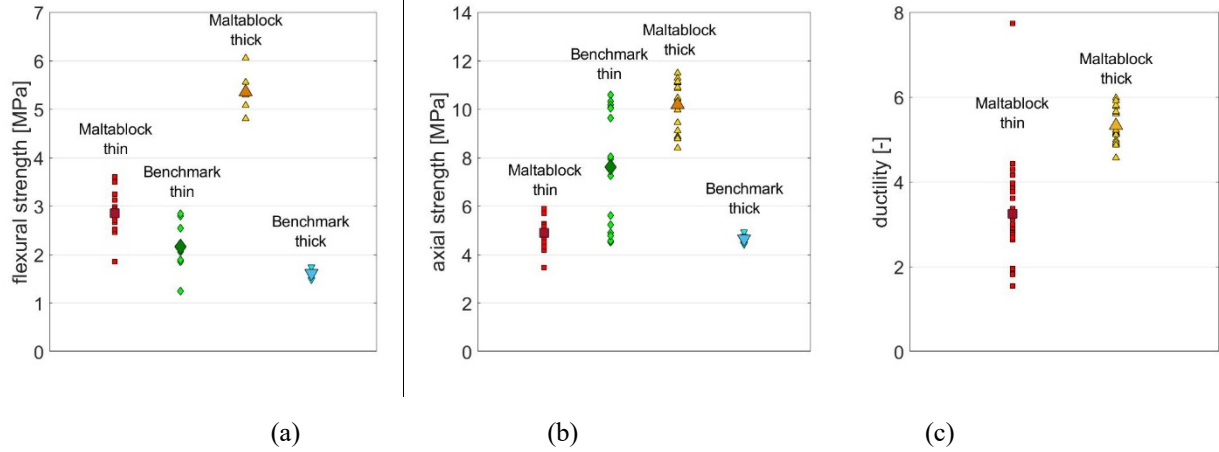 7
6
5
4
3
2
1
0
flexural strength [MPa]
Maltablock
thin
Benchmark
thin
Maltablock
thick
Benchmark
thick
(a)
14
12
10
8
6
4
2
0
axial strength [MPa]
Maltablock
thin
Benchmark
thin
Maltablock
thick
Benchmark
thick
(b)
8
6
4
2
0
ductility [-]
Maltablock
thin
Maltablock
thick
(c)